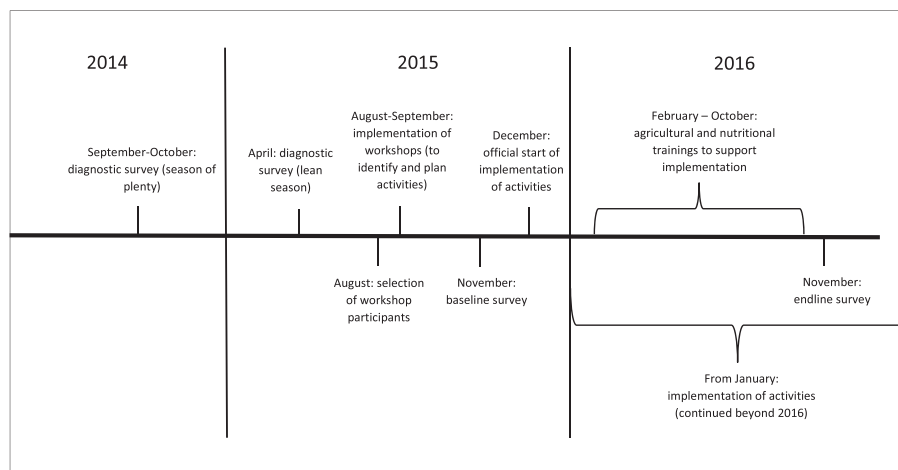 2014
2015
2016
September-October:
diagnostic survey (season of
plenty)
April: diagnostic
survey (lean
season)
August-September:
implementation of
workshops (to
identify and plan
activities)
December:
official start of
implementation
of activities
February – October:
agricultural and nutritional
trainings to support
implementation
August: selection
of workshop
participants
November:
baseline survey
November:
endline survey
From January:
implementation of activities
(continued beyond 2016)